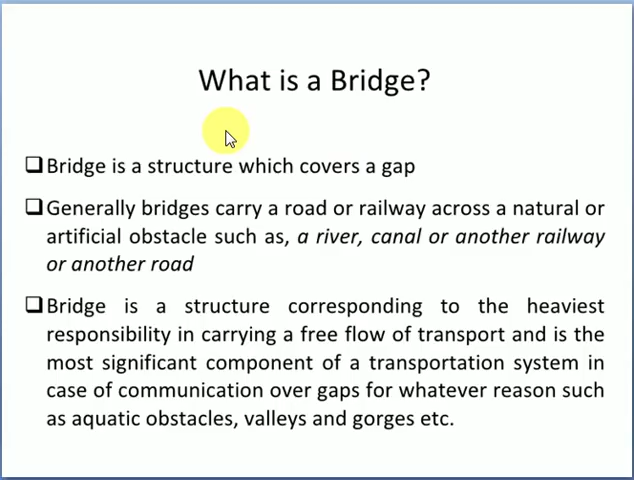 What is a Bridge?
❑Bridge is a structure which covers a gap
❑Generally bridges carry a road or railway across a natural or
artificial obstacle such as, a river, canal or another railway
or another road
❑Bridge is a structure corresponding to the heaviest
responsibility in carrying a free flow of transport and is the
most significant component of a transportation system in
case of communication over gaps for whatever reason such
as aquatic obstacles, valleys and gorges etc.